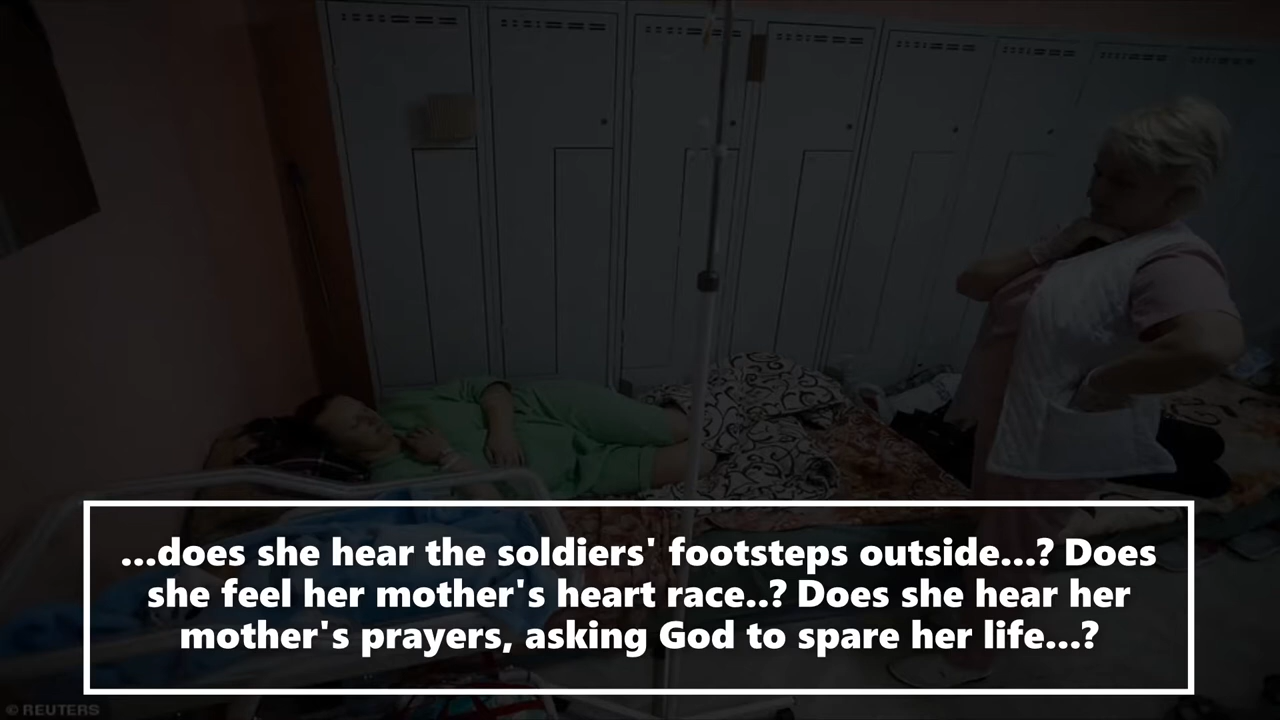 ...does she hear the soldiers' footsteps outside...? Does
she feel her mother's heart race..? Does she hear her
mother's prayers, asking God to spare her life...?
© REUTERS